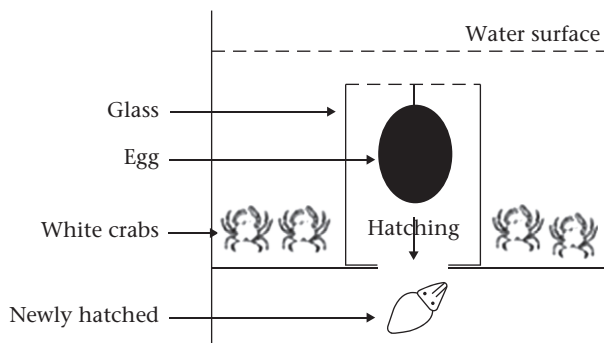 Water surface
Glass
Egg
White crabs
Hatching
Newly hatched